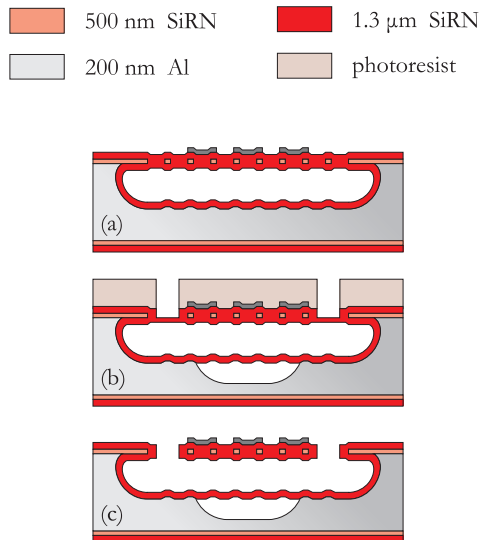 500 nm SiRN
1.3 µm SiRN
200 nm Al
photoresist
(a)
(b)
(c)